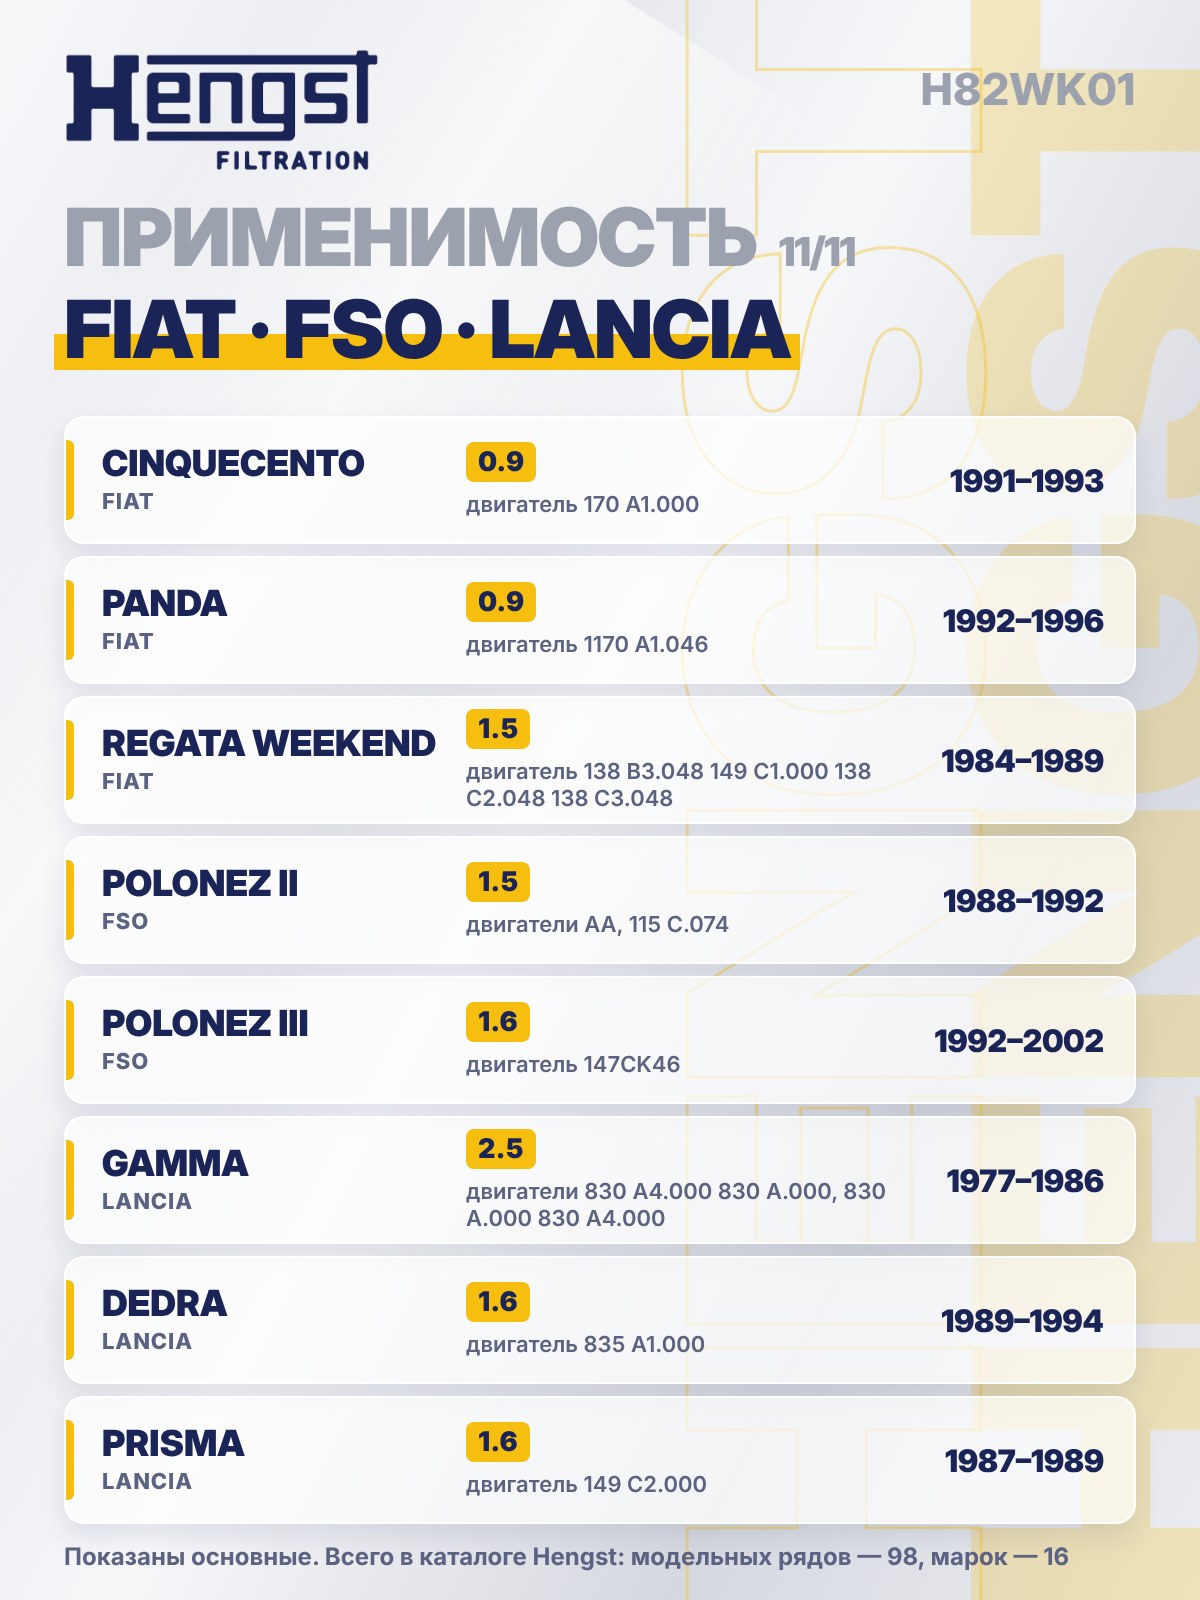 Hengst
FILTRATION
H82WK01
ПРИМЕНИМОСТЬ 11/11
FIAT · FSO · LANCIA
CINQUECENTO
FIAT
0.9
двигатель 170 A1.000
1991–1993
PANDA
FIAT
0.9
двигатель 1170 A1.046
1992–1996
REGATA WEEKEND
FIAT
1.5
двигатель 138 B3.048 149 C1.000 138
C2.048 138 C3.048
1984–1989
POLONEZ II
FSO
1.5
двигатели AA, 115 C.074
1988–1992
POLONEZ III
FSO
1.6
двигатель 147CK46
1992–2002
GAMMA
LANCIA
2.5
двигатели 830 A4.000 830 A.000, 830
A.000 830 A4.000
1977–1986
DEDRA
LANCIA
1.6
двигатель 835 A1.000
1989–1994
PRISMA
LANCIA
1.6
двигатель 149 C2.000
1987–1989
Показаны основные. Всего в каталоге Hengst: модельных рядов — 98, марок — 16
HENGST
HENGST